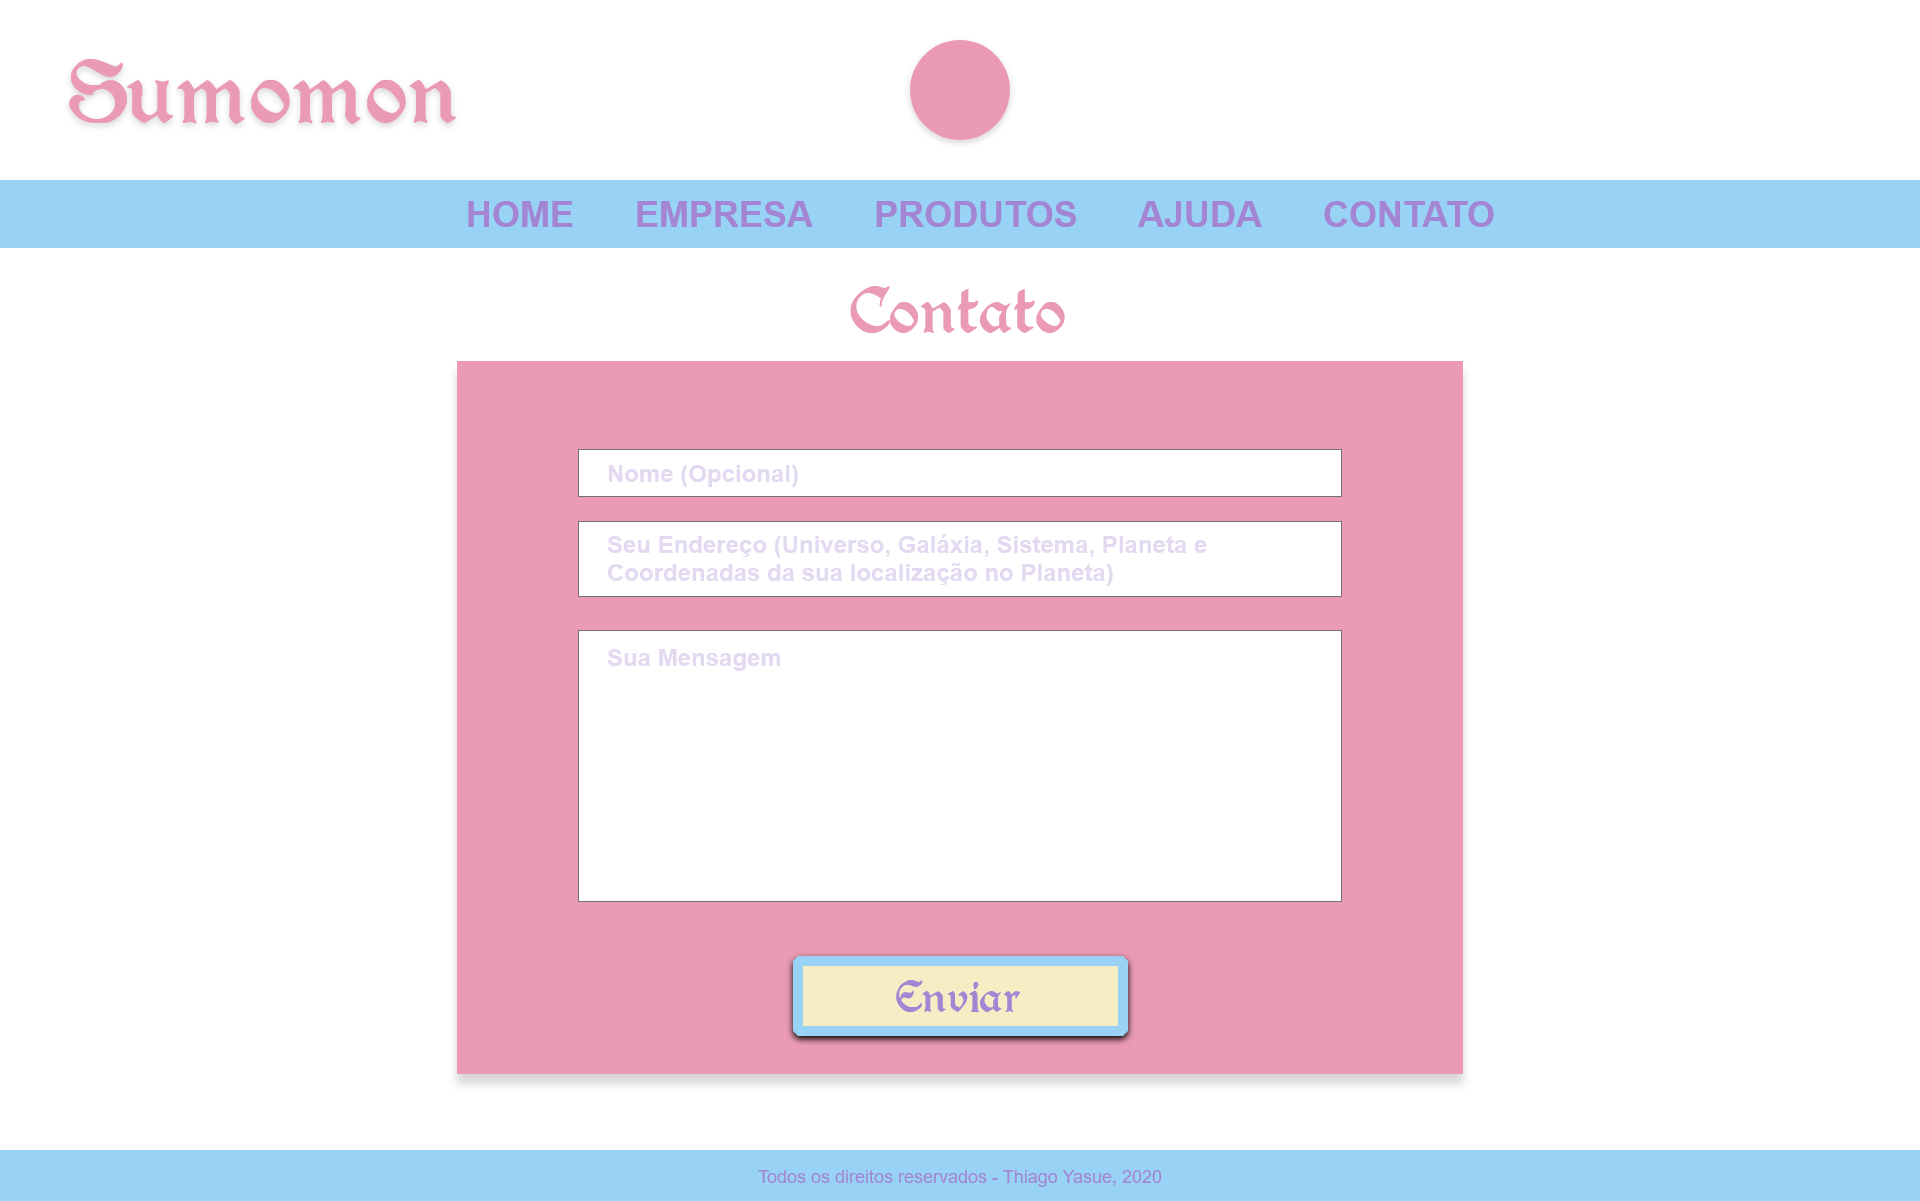 Sumomon
HOME EMPRESA PRODUTOS AJUDA CONTATO
Contato
Nome (Opcional)
Seu Endereço (Universo, Galáxia, Sistema, Planeta e
Coordenadas da sua localização no Planeta)
Sua Mensagem
Enviar
Todos os direitos reservados - Thiago Yasue, 2020